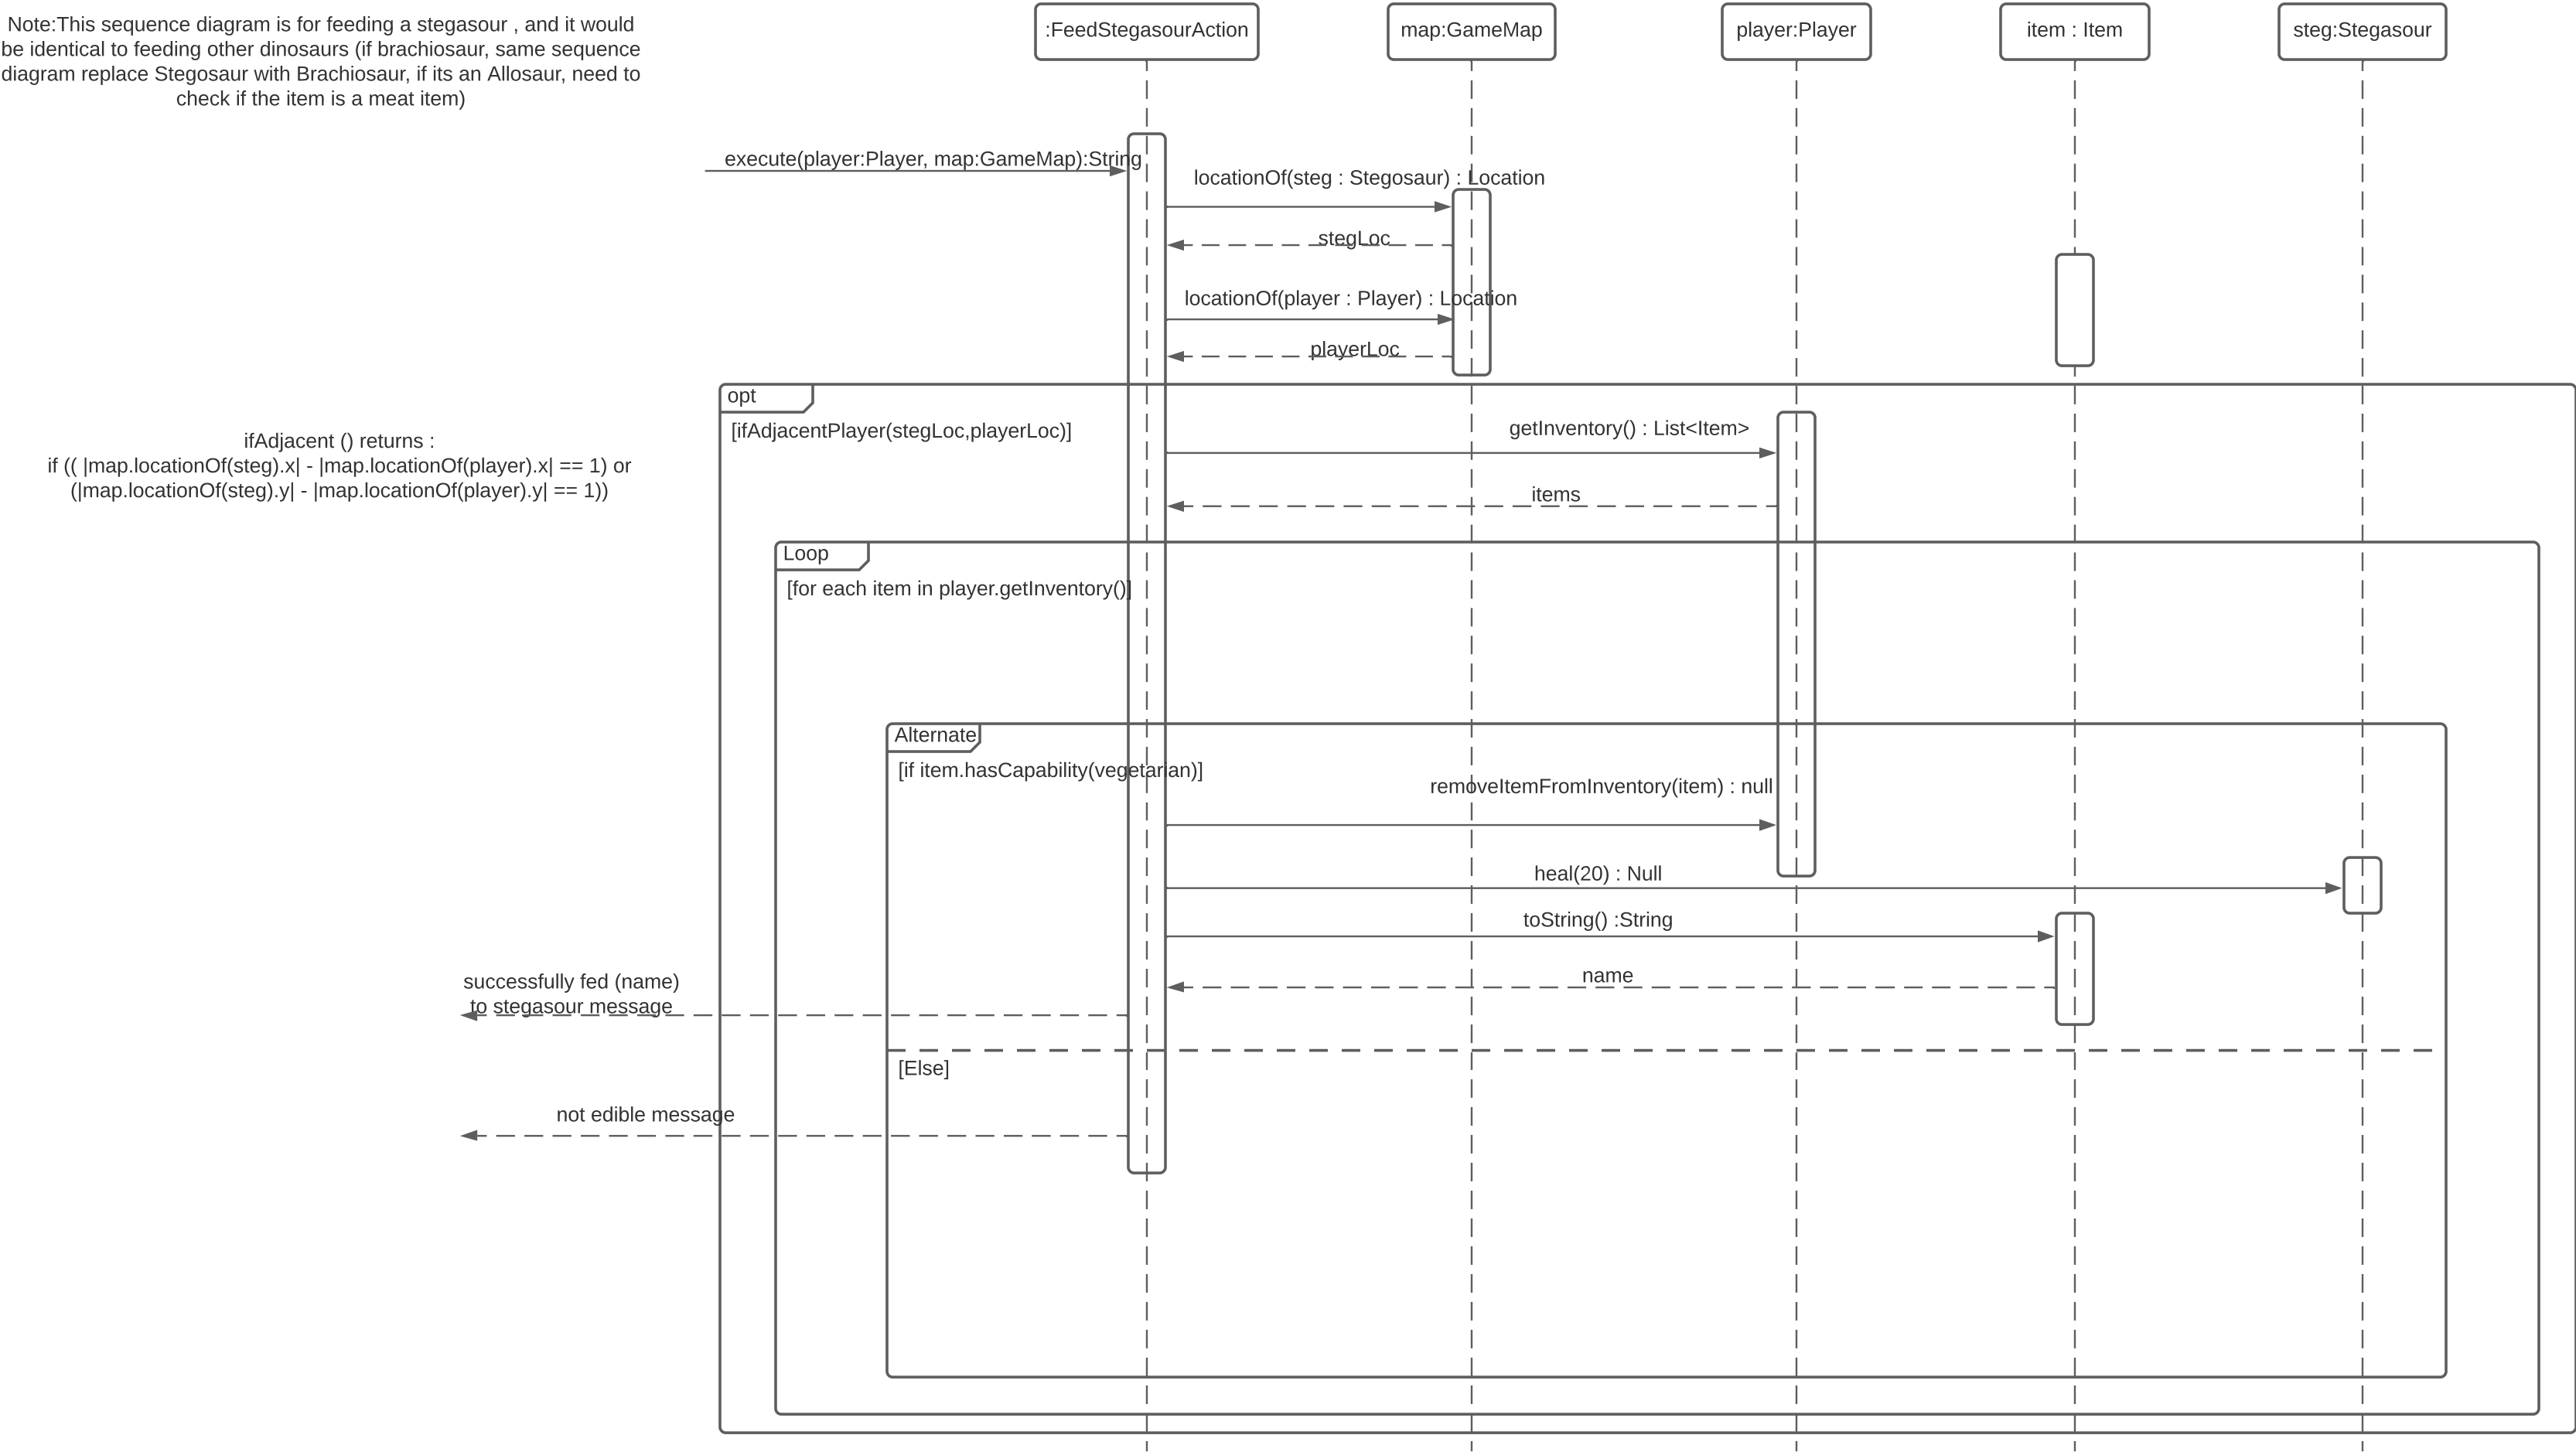 Note:This sequence diagram is for feeding a stegasour , and it would
be identical to feeding other dinosaurs (if brachiosaur, same sequence
diagram replace Stegosaur with Brachiosaur, if its an Allosaur, need to
check if the item is a meat item)
:FeedStegasourAction
map:GameMap
player:Player
item : Item
steg:Stegasour
execute(player:Player, map:GameMap):String
locationOf(steg : Stegosaur) : Location
stegLoc
locationOf(player : Player) : Location
playerLoc
opt
[ifAdjacentPlayer(stegLoc,playerLoc)]
getInventory() : List<Item>
ifAdjacent () returns :
if (( |map.locationOf(steg).x| - |map.locationOf(player).x| == 1) or
(|map.locationOf(steg).y| - |map.locationOf(player).y| == 1))
items
Loop
[for each item in player.getInventory()]
Alternate
[if item.hasCapability(vegetarian)]
removeItemFromInventory(item) : null
heal(20) : Null
toString() :String
name
successfully fed (name)
to stegasour message
[Else]
not edible message